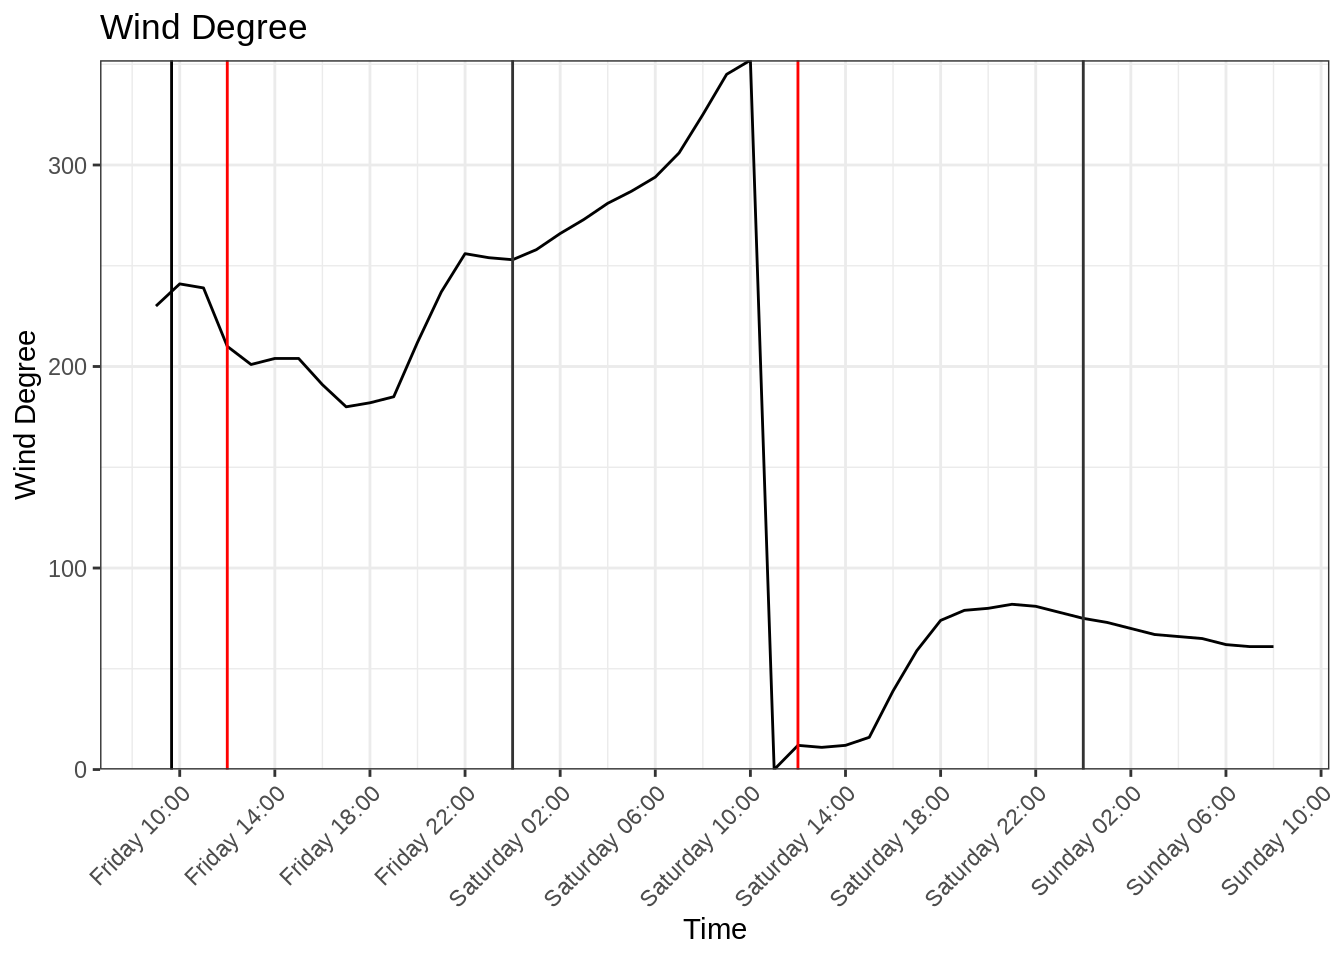 Wind Degree
Wind Degree
300
200
100
0
Friday 10:00
Friday 14:00
Friday 18:00
Friday 22:00
Saturday 02:00
Saturday 06:00
Saturday 10:00
Saturday 14:00
Saturday 18:00
Saturday 22:00
Sunday 02:00
Sunday 06:00
Sunday 10:00
Time